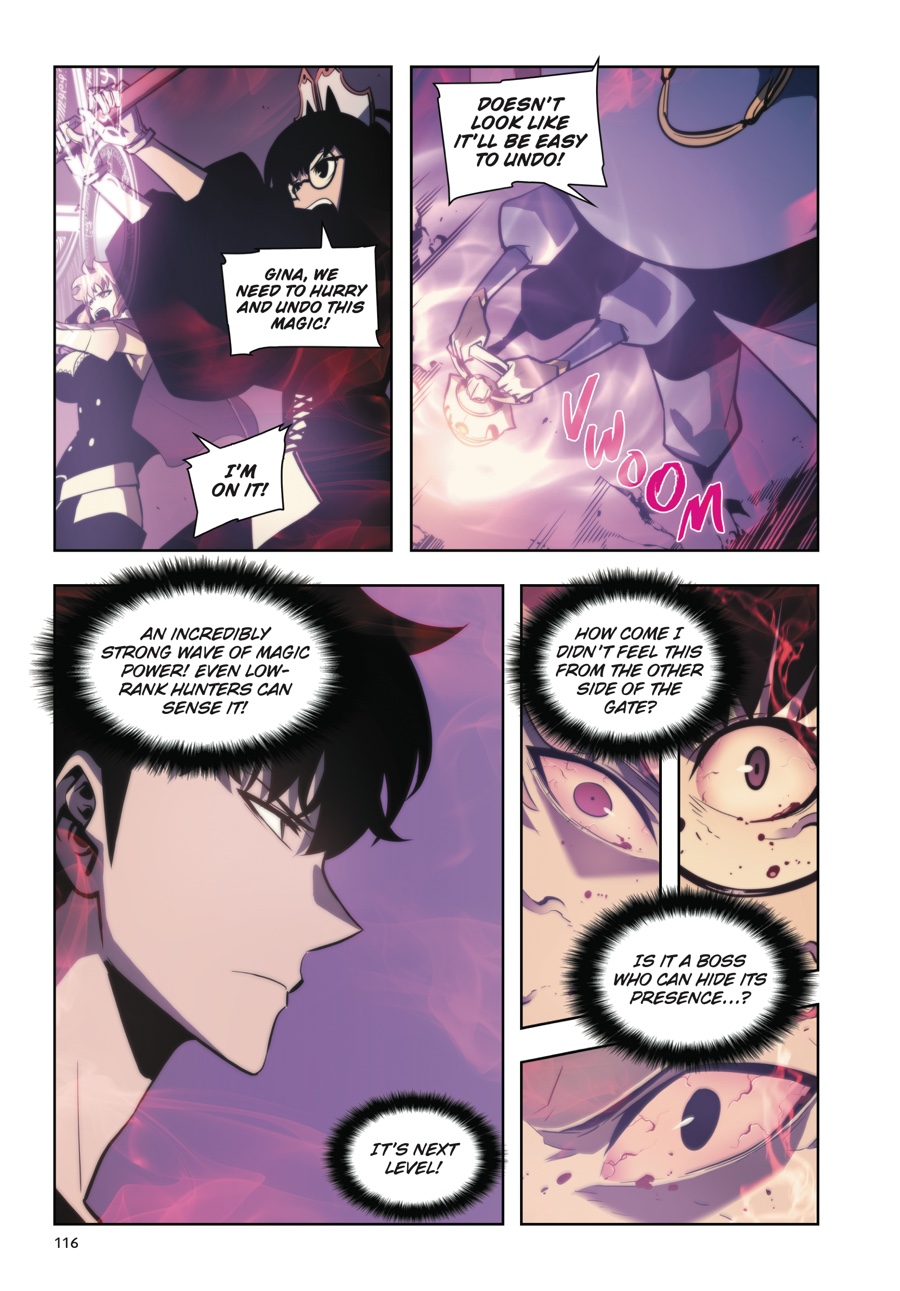 GINA, WE
NEED TO HURRY
AND UNDO THIS
MAGIC!
I'M
ON IT!
DOESN'T
LOOK LIKE
IT'LL BE EASY
TO UNDO!
VWOOM
AN INCREDIBLY
STRONG WAVE OF MAGIC
POWER! EVEN LOW-
RANK HUNTERS CAN
SENSE IT!
IT'S NEXT
LEVEL!
HOW COME I
DIDN'T FEEL THIS
FROM THE OTHER
SIDE OF THE
GATE?
IS IT A BOSS
WHO CAN HIDE ITS
PRESENCE...?
116